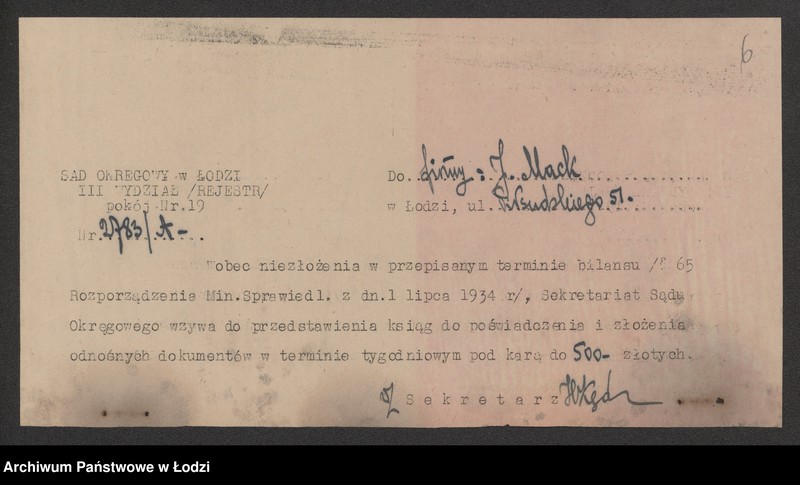 6
SĄD OKRĘGOWY w ŁODZI
III WYDZIAŁ /REJESTR/
pokój Nr.19
Nr. 2783/A-
Do firmy: J. Mack
w Łodzi, ul. Piłsudskiego 51.
Wobec niezłożenia w przepisanym terminie bilansu /§ 65
Rozporządzenia Min.Sprawiedl. z dn.1 lipca 1934 r/, Sekretariat Sądu
Okręgowego wzywa do przedstawienia ksiąg do poświadczenia i złożenia
odnośnych dokumentów w terminie tygodniowym pod karą do 500- złotych.
Sekretarz
Archiwum Państwowe w Łodzi